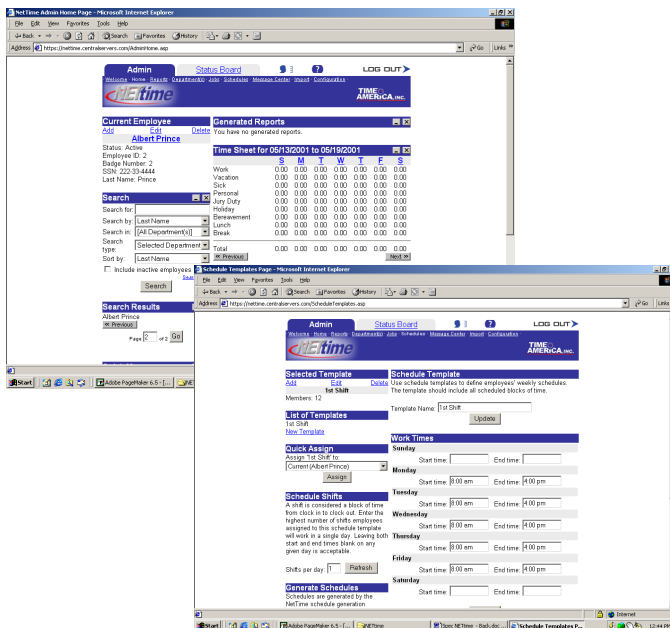 NetTime Admin Home Page - Microsoft Internet Explorer
File Edit View Favorites Tools Help
Back Search Favorites History
Address https://nettime.centralservers.com/AdminHome.asp Go Links
Admin Status Board LOG OUT
Welcome Home Reports Department(s) Jobs Schedules Message Center Import Configuration
NETtime TIME AMERICA, INC.
Current Employee
Add Edit Delete
Albert Prince
Status: Active
Employee ID: 2
Badge Number: 2
SSN: 222-33-4444
Last Name: Prince
Search
Search for:
Search by: Last Name
Search in: [All Department(s)]
Search type: Selected Department
Sort by: Last Name
Include inactive employees
Search
Search Results
Albert Prince
<< Previous
Page 2 of 2 Go
Generated Reports
You have no generated reports.
Time Sheet for 05/13/2001 to 05/19/2001
S M T W T F S
Work 0.00 0.00 0.00 0.00 0.00 0.00 0.00
Vacation 0.00 0.00 0.00 0.00 0.00 0.00 0.00
Sick 0.00 0.00 0.00 0.00 0.00 0.00 0.00
Personal 0.00 0.00 0.00 0.00 0.00 0.00 0.00
Jury Duty 0.00 0.00 0.00 0.00 0.00 0.00 0.00
Holiday 0.00 0.00 0.00 0.00 0.00 0.00 0.00
Berewement 0.00 0.00 0.00 0.00 0.00 0.00 0.00
Lunch 0.00 0.00 0.00 0.00 0.00 0.00 0.00
Break 0.00 0.00 0.00 0.00 0.00 0.00 0.00
Total 0.00 0.00 0.00 0.00 0.00 0.00 0.00
<< Previous Next >>
Start Adobe PageMaker 6.5 - [...
Schedule Templates Page - Microsoft Internet Explorer
File Edit View Favorites Tools Help
Back Search Favorites History
Address https://nettime.centralservers.com/ScheduleTemplates.asp Go Links
Admin Status Board LOG OUT
Welcome Home Reports Department(s) Jobs Schedules Message Center Import Configuration
NETtime TIME AMERICA, INC.
Selected Template
Add Edit Delete
1st Shift
Members: 12
List of Templates
1st Shift
New Template
Quick Assign
Assign '1st Shift' to:
Current (Albert Prince)
Assign
Schedule Shifts
A shift is considered a block of time
from clock in to clock out. Enter the
highest number of shifts employees
assigned to this schedule template
will work in a single day. Leaving both
start and end times blank on any
given day is acceptable.
Shifts per day: 1 Refresh
Generate Schedules
Schedules are generated by the
NetTime schedule generation
Schedule Template
Use schedule templates to define employees' weekly schedules.
The template should include all scheduled blocks of time.
Template Name: 1st Shift
Update
Work Times
Sunday
Start time: End time:
Monday
Start time: 8:00 am End time: 4:00 pm
Tuesday
Start time: 8:00 am End time: 4:00 pm
Wednesday
Start time: 8:00 am End time: 4:00 pm
Thursday
Start time: 8:00 am End time: 4:00 pm
Friday
Start time: 8:00 am End time: 4:00 pm
Saturday
Start time: End time:
Internet
Start Adobe PageMaker 6.5 - [... NETtime Spec NETtime - Back.doc ... Schedule Templates P... 12:44 PM